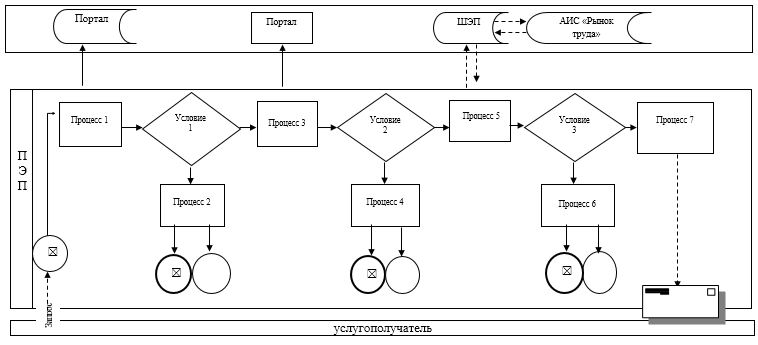 Портал
Портал
ШЭП
АИС «Рынок
труда»
ПЭП
Процесс 1
Условие
1
Процесс 3
Условие
2
Процесс 5
Условие
3
Процесс 7
Процесс 2
Процесс 4
Процесс 6
Запрос
услугополучатель